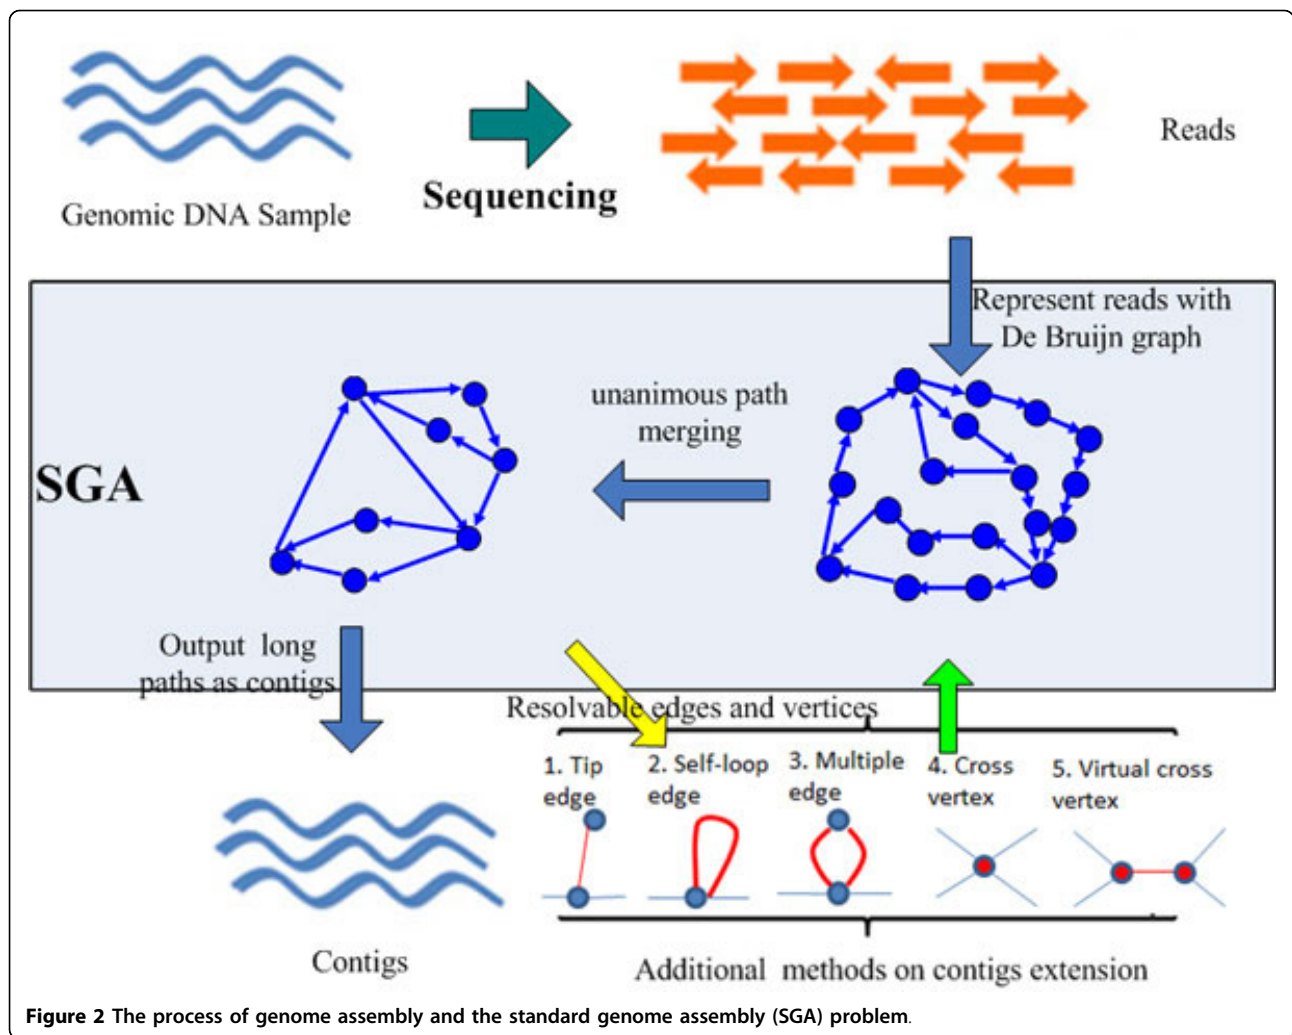 Reads
Sequencing
Genomic DNA Sample
Represent reads with
De Bruijn graph
unanimous path
merging
SGA
Output long
paths as contigs
Resolvable edges and vertices
1. Tip
edge
2. Self-loop
edge
3. Multiple
edge
4. Cross
vertex
5. Virtual cross
vertex
Contigs
Additional methods on contigs extension
Figure 2 The process of genome assembly and the standard genome assembly (SGA) problem.